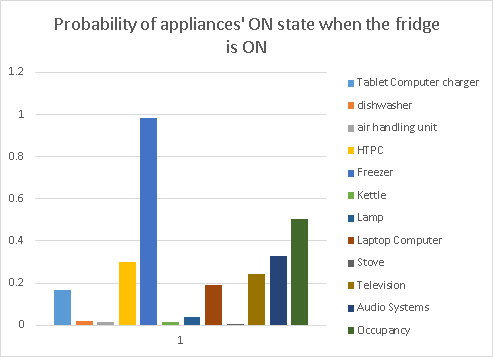 Probability of appliances' ON state when the fridge
is ON
1.2
1
0.8
0.6
0.4
0.2
0
1
Tablet Computer charger
dishwasher
air handling unit
HTPC
Freezer
Kettle
Lamp
Laptop Computer
Stove
Television
Audio Systems
Occupancy